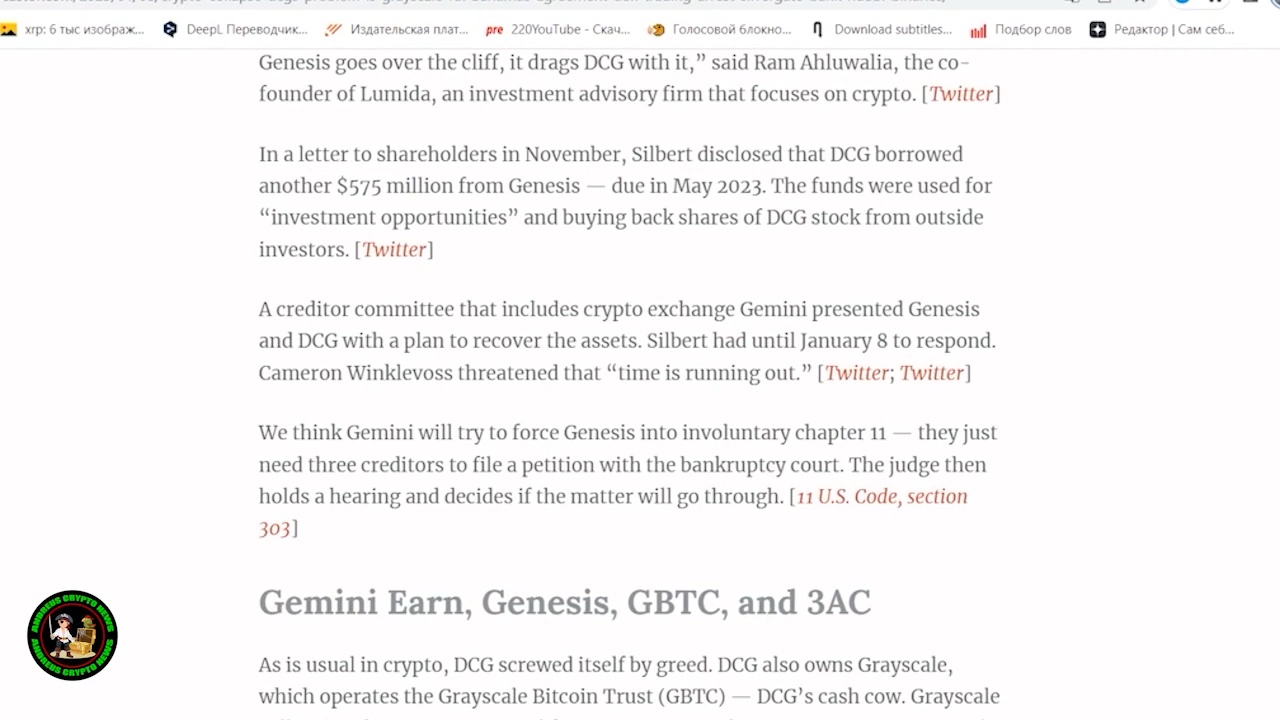 xrp: 6 тыс изображ...
DeepL Переводчик...
Издательская плат...
pre 220YouTube - Скач...
Голосовой блокно...
Download subtitles...
Подбор слов
Редактор | Сам себ...
Genesis goes over the cliff, it drags DCG with it,” said Ram Ahluwalia, the co-
founder of Lumida, an investment advisory firm that focuses on crypto. [Twitter]
In a letter to shareholders in November, Silbert disclosed that DCG borrowed
another $575 million from Genesis — due in May 2023. The funds were used for
“investment opportunities” and buying back shares of DCG stock from outside
investors. [Twitter]
A creditor committee that includes crypto exchange Gemini presented Genesis
and DCG with a plan to recover the assets. Silbert had until January 8 to respond.
Cameron Winklevoss threatened that “time is running out.” [Twitter; Twitter]
We think Gemini will try to force Genesis into involuntary chapter 11 — they just
need three creditors to file a petition with the bankruptcy court. The judge then
holds a hearing and decides if the matter will go through. [11 U.S. Code, section
303]
Gemini Earn, Genesis, GBTC, and 3AC
ANDREUS CRYPTO NEWS
ANDREUS CRYPTO NEWS
As is usual in crypto, DCG screwed itself by greed. DCG also owns Grayscale,
which operates the Grayscale Bitcoin Trust (GBTC) — DCG’s cash cow. Grayscale